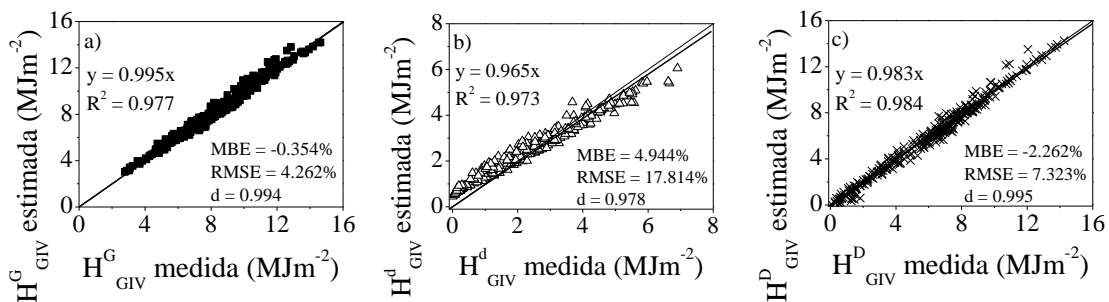 a)
y = 0.995x
R² = 0.977
MBE = -0.354%
RMSE = 4.262%
d = 0.994
16
12
8
4
0
0 4 8 12 16
H^G_GIV estimada (MJm⁻²)
H^G_GIV medida (MJm⁻²)
b)
y = 0.965x
R² = 0.973
MBE = 4.944%
RMSE = 17.814%
d = 0.978
8
6
4
2
0
0 2 4 6 8
H^d_GIV estimada (MJm⁻²)
H^d_GIV medida (MJm⁻²)
c)
y = 0.983x
R² = 0.984
MBE = -2.262%
RMSE = 7.323%
d = 0.995
16
12
8
4
0
0 4 8 12 16
H^D_GIV estimada (MJm⁻²)
H^D_GIV medida (MJm⁻²)